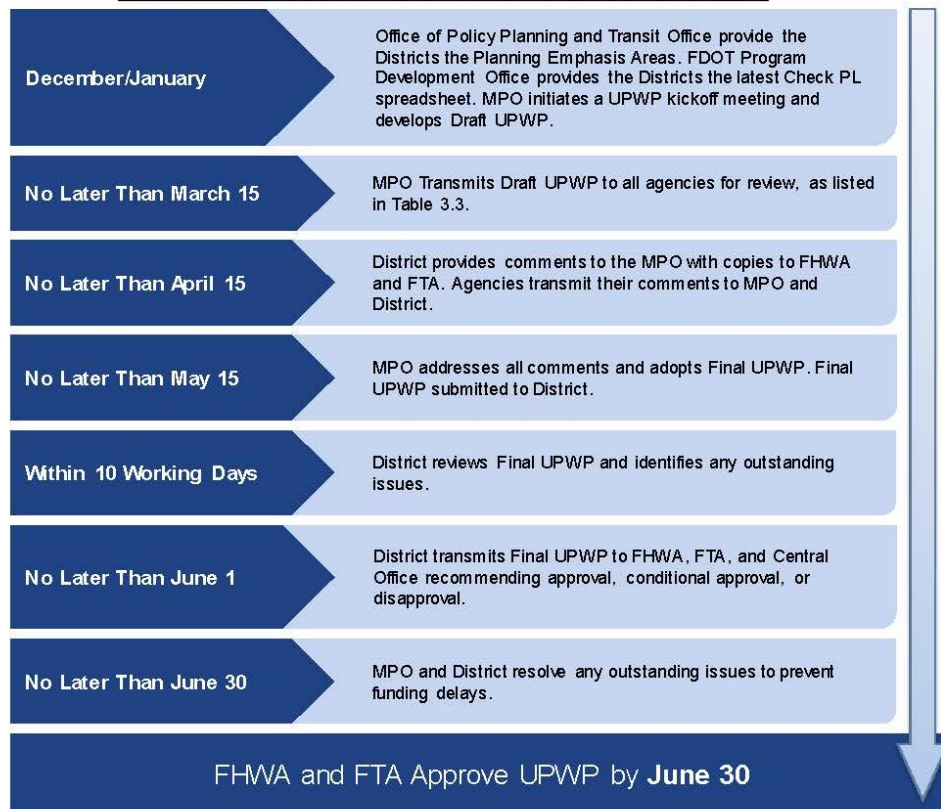 December/January
Office of Policy Planning and Transit Office provide the
Districts the Planning Emphasis Areas. FDOT Program
Development Office provides the Districts the latest Check PL
spreadsheet. MPO initiates a UPWP kickoff meeting and
develops Draft UPWP.
No Later Than March 15
MPO Transmits Draft UPWP to all agencies for review, as listed
in Table 3.3.
No Later Than April 15
District provides comments to the MPO with copies to FHWA
and FTA. Agencies transmit their comments to MPO and
District.
No Later Than May 15
MPO addresses all comments and adopts Final UPWP. Final
UPWP submitted to District.
Within 10 Working Days
District reviews Final UPWP and identifies any outstanding
issues.
No Later Than June 1
District transmits Final UPWP to FHWA, FTA, and Central
Office recommending approval, conditional approval, or
disapproval.
No Later Than June 30
MPO and District resolve any outstanding issues to prevent
funding delays.
FHWA and FTA Approve UPWP by June 30